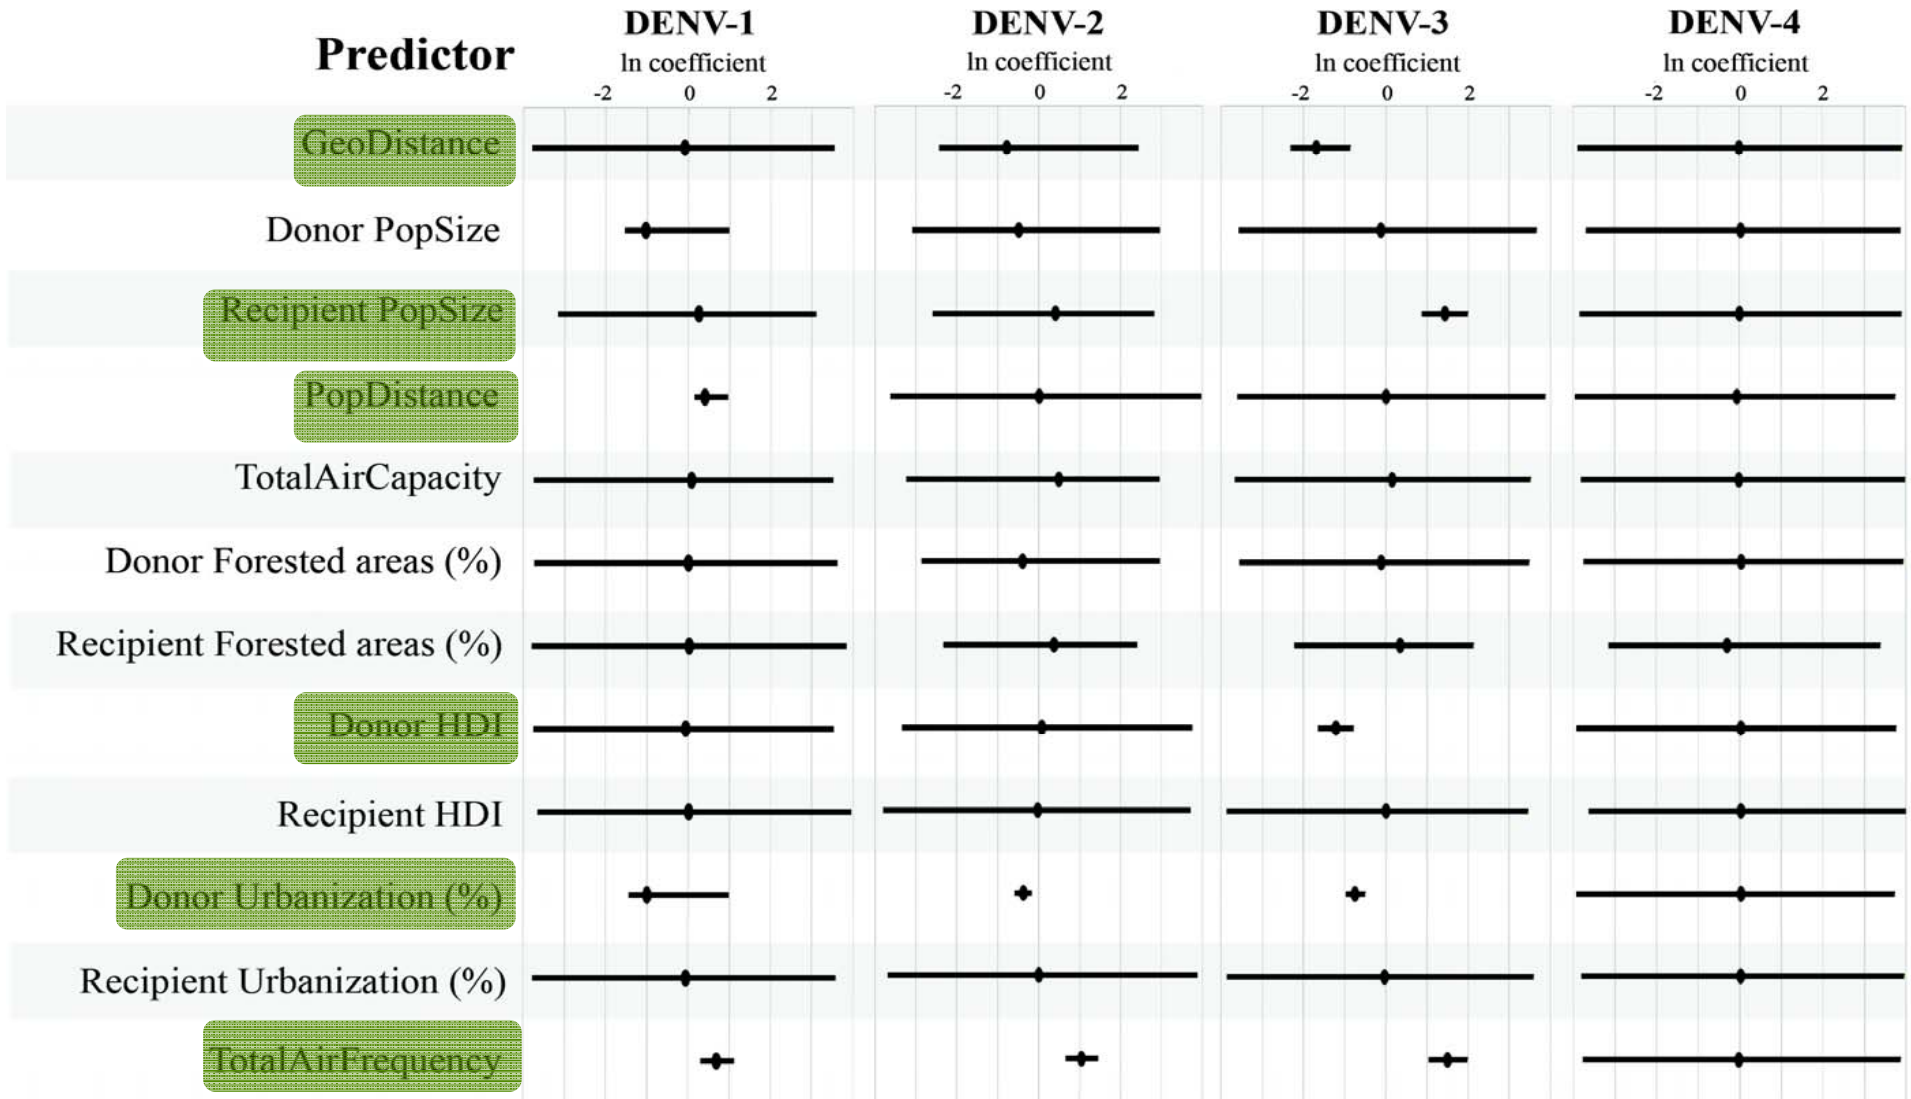 DENV-1 DENV-2 DENV-3 DENV-4
Predictor
ln coefficient ln coefficient ln coefficient ln coefficient
-2 0 2 -2 0 2 -2 0 2 -2 0 2
GeoDistance
Donor PopSize
Recipient PopSize
PopDistance
TotalAirCapacity
Donor Forested areas (%)
Recipient Forested areas (%)
Donor HDI
Recipient HDI
Donor Urbanization (%)
Recipient Urbanization (%)
TotalAirFrequency